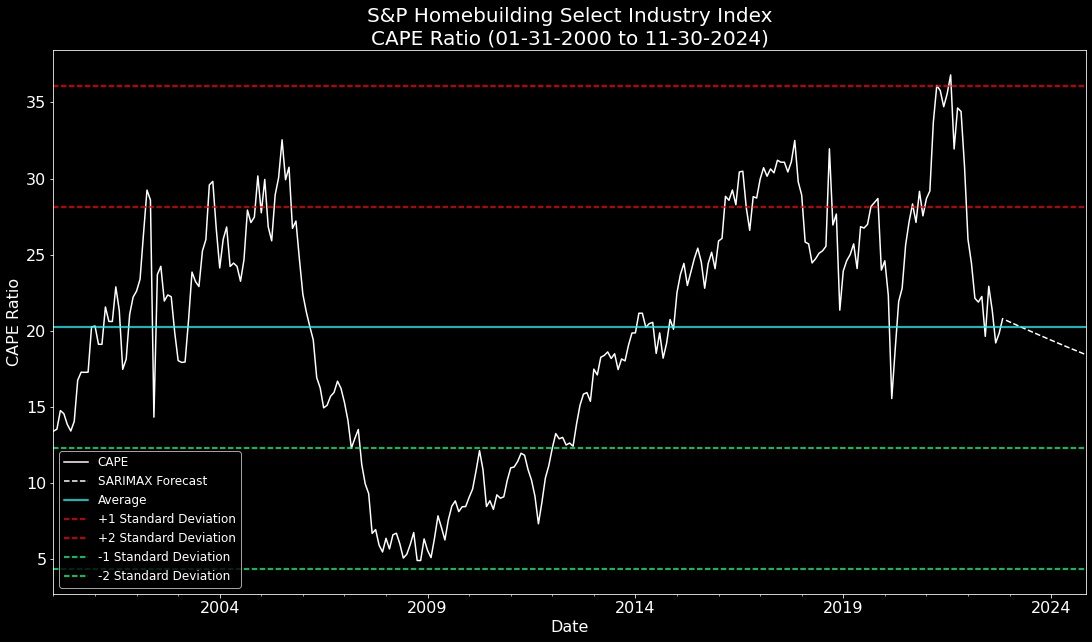 S&P Homebuilding Select Industry Index
CAPE Ratio (01-31-2000 to 11-30-2024)
CAPE Ratio
35
30
25
20
15
10
5
CAPE
SARIMAX Forecast
Average
+1 Standard Deviation
+2 Standard Deviation
-1 Standard Deviation
-2 Standard Deviation
2004 2009 2014 2019 2024
Date